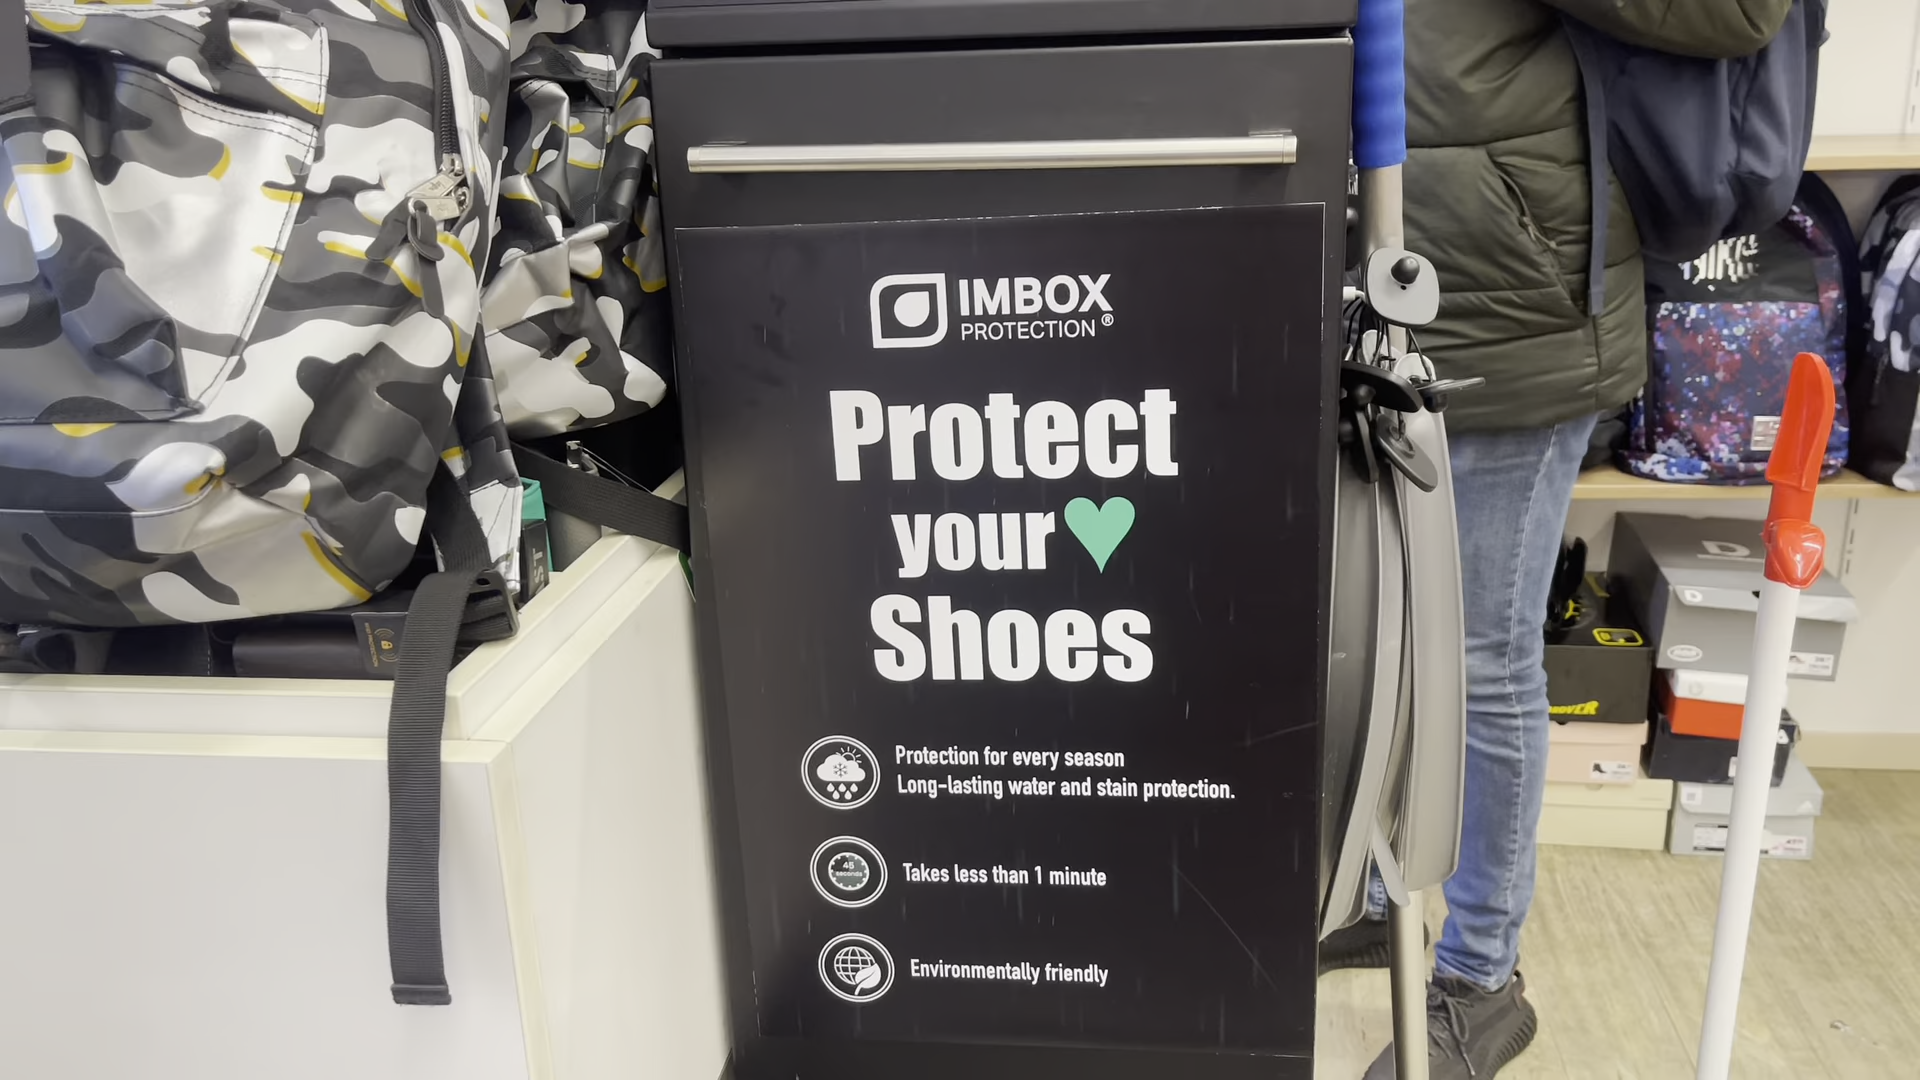 IMBOX
PROTECTION®
Protect
your
Shoes
Protection for every season
Long-lasting water and stain protection.
45
seconds
Takes less than 1 minute
Environmentally friendly
NIKE
D
D